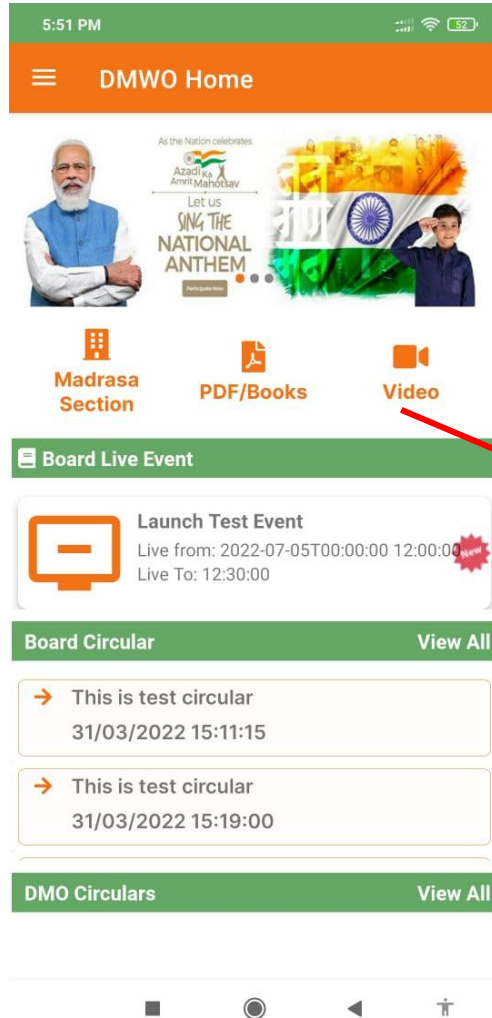 5:51 PM
52
DMWO Home
As the Nation celebrates
Azadi Ka
Amrit Mahotsav
Let us
SING THE
NATIONAL
ANTHEM
Participate Now
Madrasa
Section
PDF/Books
Video
Board Live Event
Launch Test Event
Live from: 2022-07-05T00:00:00 12:00:00
New
Live To: 12:30:00
Board Circular
View All
This is test circular
31/03/2022 15:11:15
This is test circular
31/03/2022 15:19:00
DMO Circulars
View All